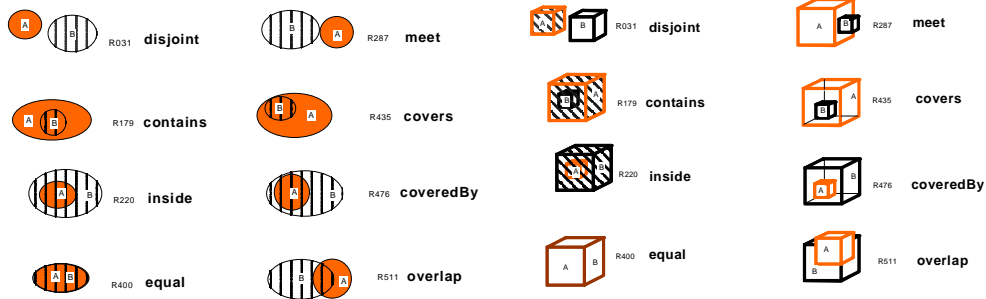 A B R031 disjoint
B A R287 meet
A B R179 contains
B A R435 covers
A B R220 inside
A B R476 coveredBy
A B R400 equal
B A R511 overlap
A B R031 disjoint
A B R287 meet
B A R179 contains
A B R435 covers
A B R220 inside
A B R476 coveredBy
A B R400 equal
A B R511 overlap